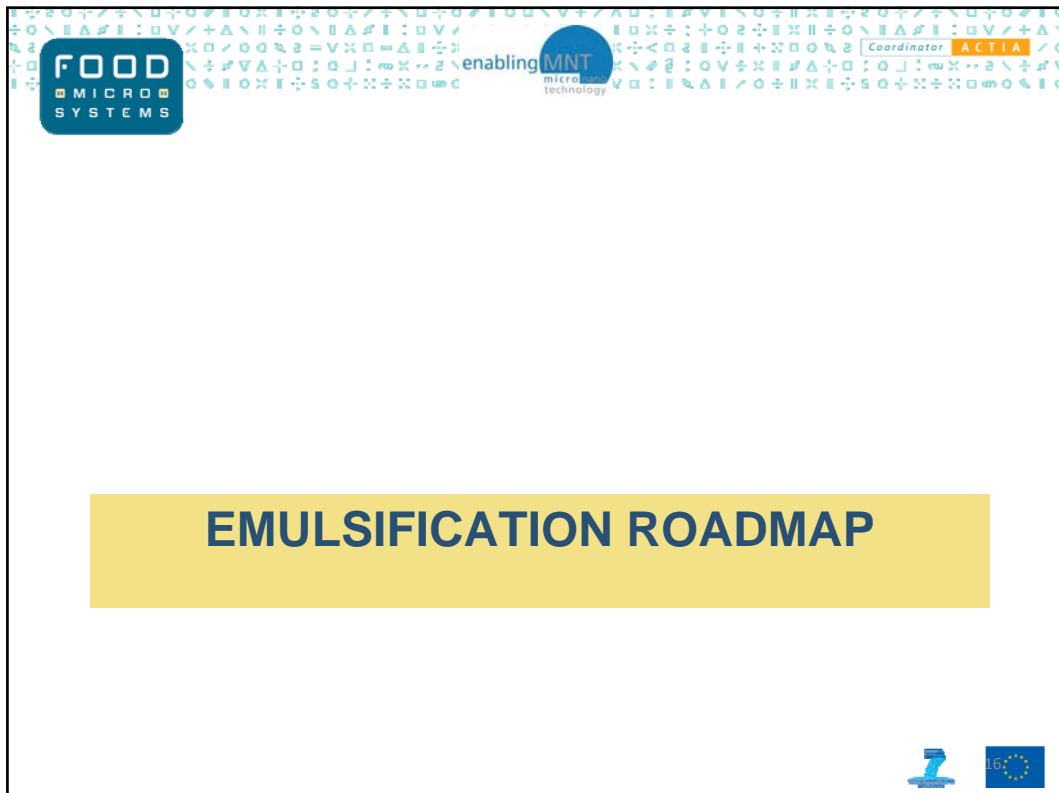 FOOD
MICRO
SYSTEMS
enabling MNT
micro nano
technology
Coordinator ACTIA
EMULSIFICATION ROADMAP
16